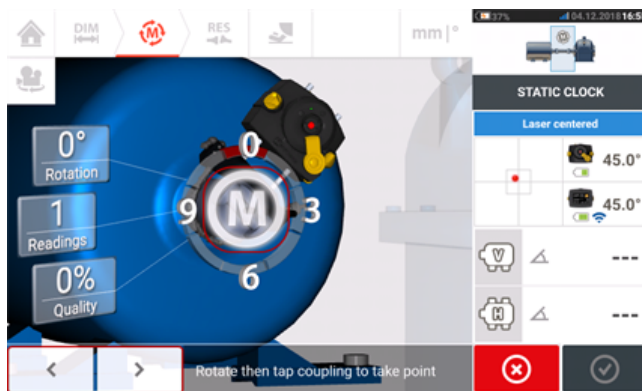 DIM
M
RES
mm | °
37%
04.12.2018 16:5
M
STATIC CLOCK
Laser centered
0°
Rotation
0
45.0°
1
Readings
9
M
3
45.0°
0%
Quality
6
V
---
H
---
Rotate then tap coupling to take point